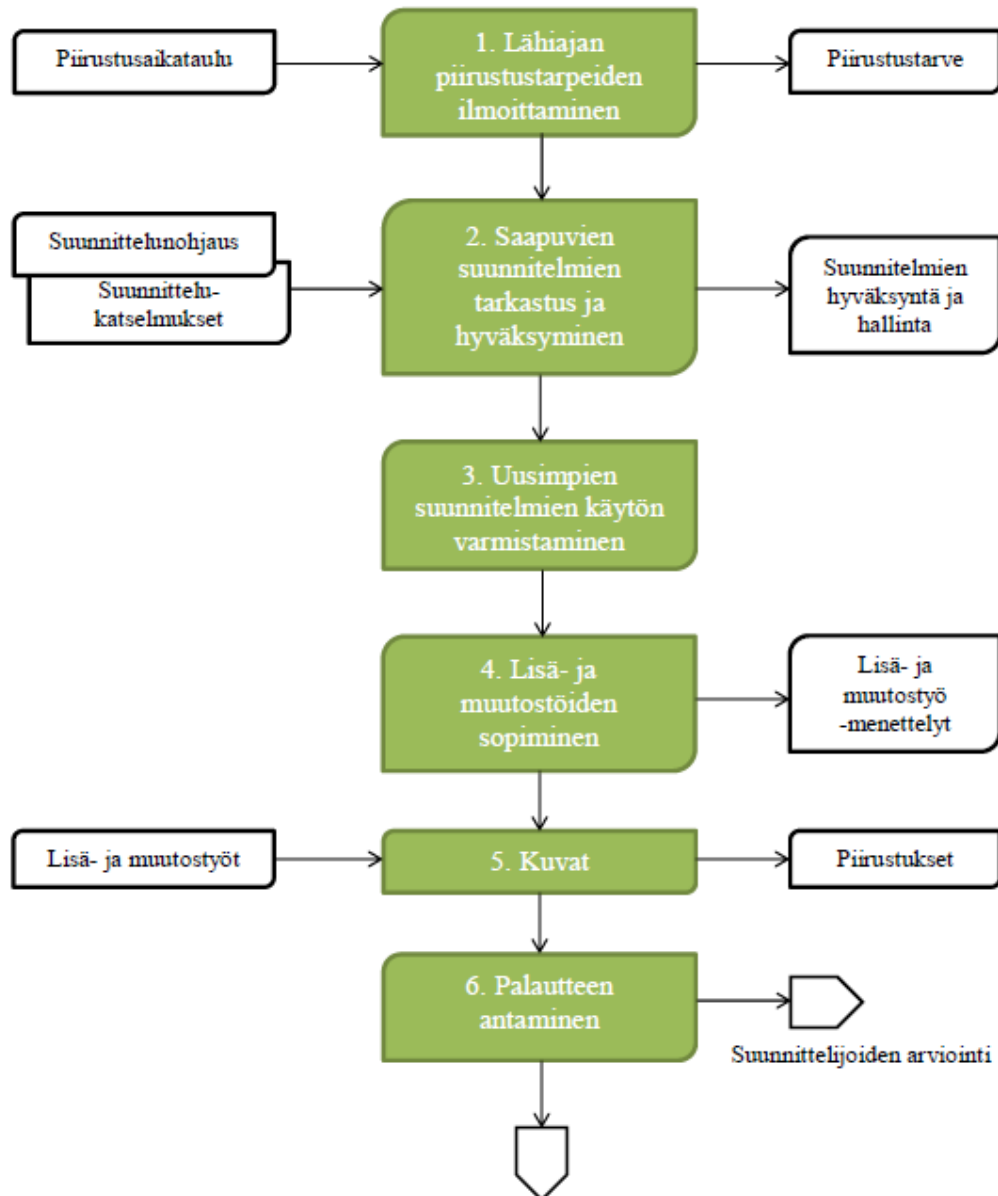 Piirustusaikataulu
1. Lähiajan
piirustustarpeiden
ilmoittaminen
Piirustustarve
Suunnittelunohjaus
Suunnittelu-
katselmukset
2. Saapuvien
suunnitelmien
tarkastus ja
hyväksyminen
Suunnitelmien
hyväksyntä ja
hallinta
3. Uusimpien
suunnitelmien käytön
varmistaminen
4. Lisä- ja
muutostöiden
sopiminen
Lisä- ja
muutostyö
-menettelyt
Lisä- ja muutostyöt
5. Kuvat
Piirustukset
6. Palautteen
antaminen
Suunnittelijoiden arviointi